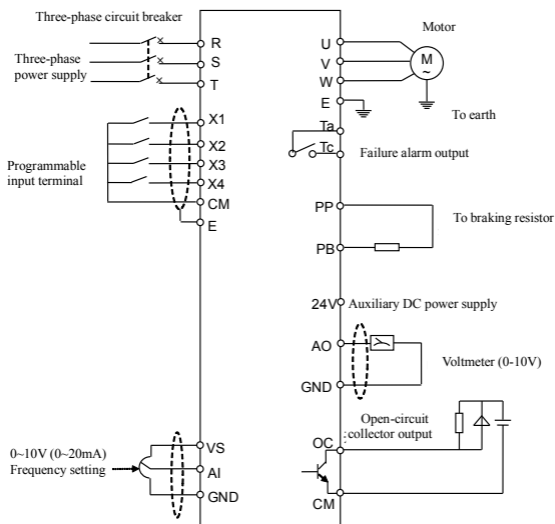 Three-phase circuit breaker
Three-phase
power supply
R
S
T
X1
X2
X3
X4
CM
E
Programmable
input terminal
0~10V (0~20mA)
Frequency setting
VS
AI
GND
U
V
W
E
Motor
M
~
To earth
Ta
Tc
Failure alarm output
PP
PB
To braking resistor
24V Auxiliary DC power supply
AO
GND
Voltmeter (0-10V)
Open-circuit
collector output
OC
CM